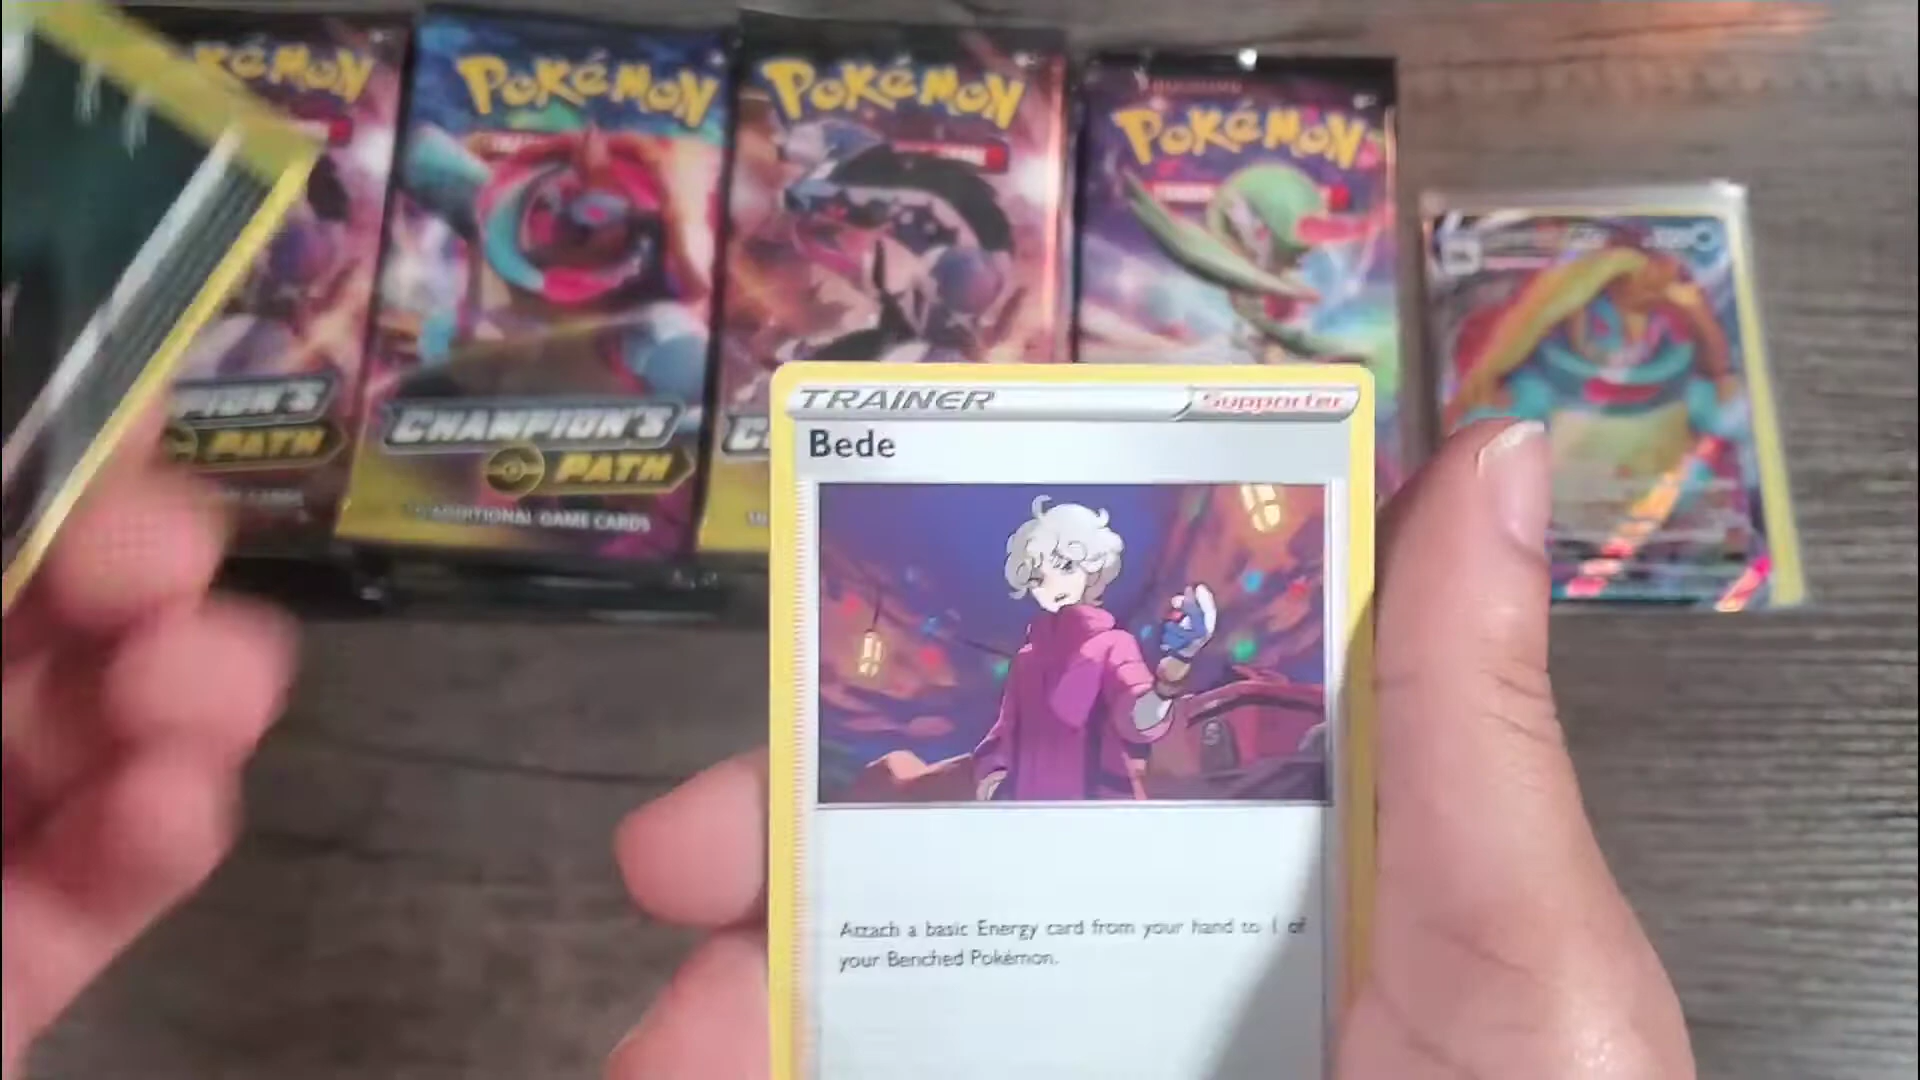 Pokémon
Pokémon
Pokémon
Pokémon
CHAMPION'S
PATH
CHAMPION'S
PATH
10 ADDITIONAL GAME CARDS
TRAINER
Supporter
Bede
Attach a basic Energy card from your hand to 1 of
your Benched Pokémon.